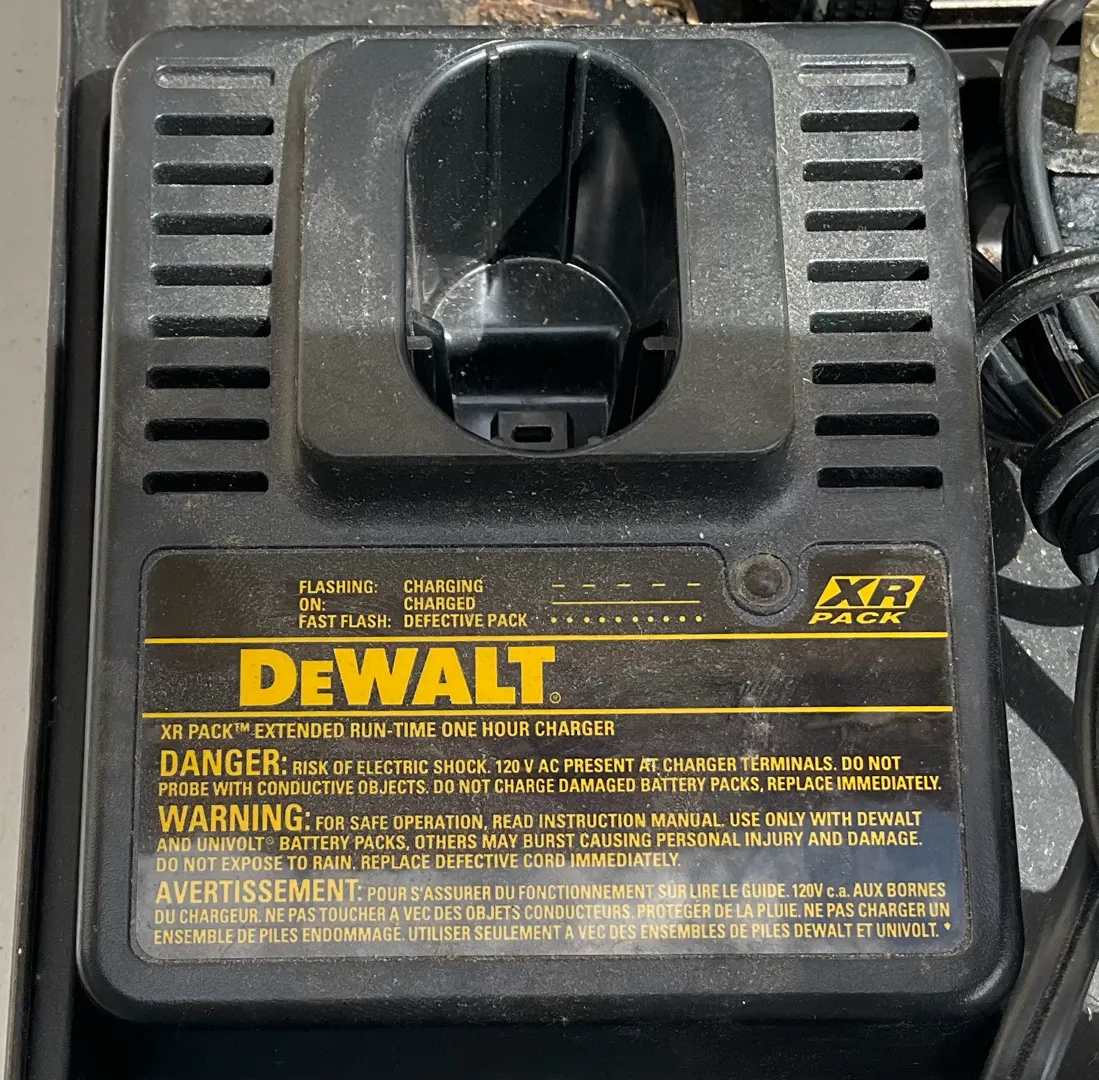 FLASHING: CHARGING — — — — —
ON: CHARGED
FAST FLASH: DEFECTIVE PACK • • • • • • • • • •
XR
PACK
DEWALT®
XR PACK™ EXTENDED RUN-TIME ONE HOUR CHARGER
DANGER: RISK OF ELECTRIC SHOCK. 120 V AC PRESENT AT CHARGER TERMINALS. DO NOT
PROBE WITH CONDUCTIVE OBJECTS. DO NOT CHARGE DAMAGED BATTERY PACKS, REPLACE IMMEDIATELY.
WARNING: FOR SAFE OPERATION, READ INSTRUCTION MANUAL. USE ONLY WITH DEWALT
AND UNIVOLT® BATTERY PACKS, OTHERS MAY BURST CAUSING PERSONAL INJURY AND DAMAGE.
DO NOT EXPOSE TO RAIN. REPLACE DEFECTIVE CORD IMMEDIATELY.
AVERTISSEMENT: POUR S'ASSURER DU FONCTIONNEMENT SÛR LIRE LE GUIDE. 120V c.a. AUX BORNES
DU CHARGEUR. NE PAS TOUCHER A VEC DES OBJETS CONDUCTEURS. PROTEGÉR DE LA PLUIE. NE PAS CHARGER UN
ENSEMBLE DE PILES ENDOMMAGÉ. UTILISER SEULEMENT A VEC DES ENSEMBLES DE PILES DEWALT ET UNIVOLT. ♦